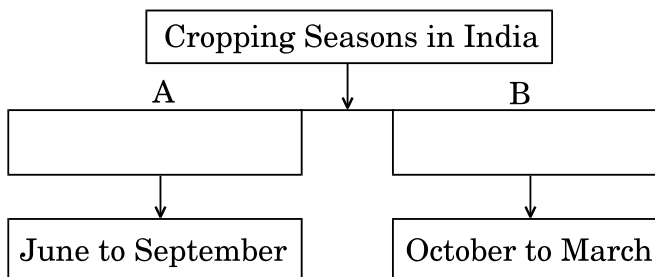 Cropping Seasons in India
A
B
June to September
October to March